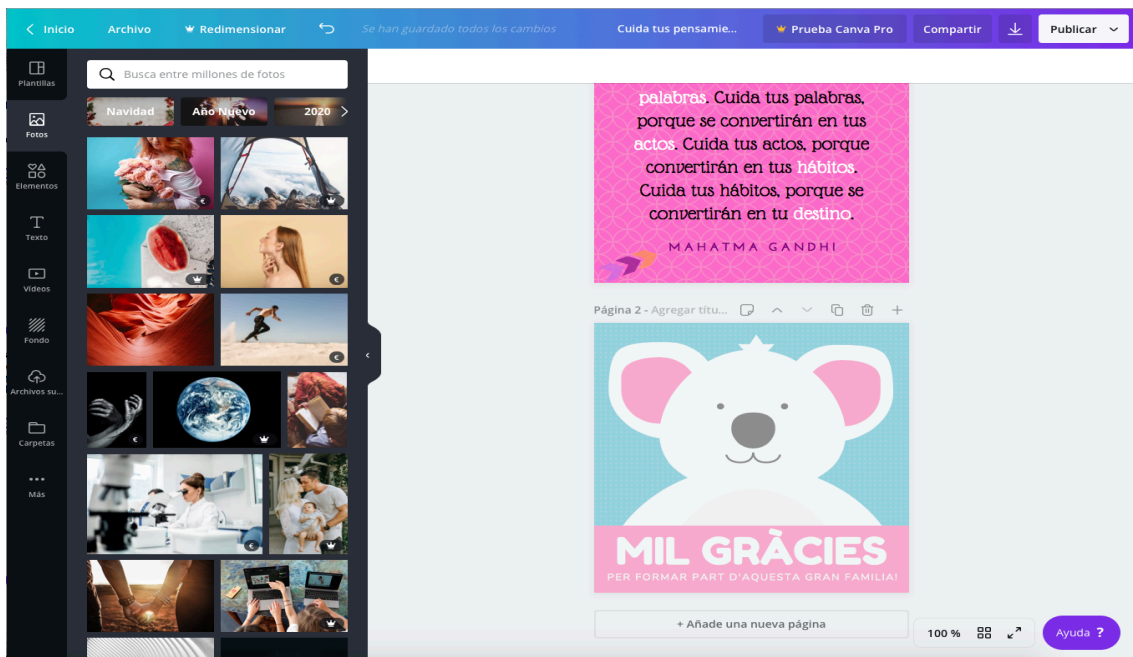 Inicio
Archivo
Redimensionar
Se han guardado todos los cambios
Cuida tus pensamie...
Prueba Canva Pro
Compartir
Publicar
Plantillas
Fotos
Elementos
Texto
Vídeos
Fondo
Archivos su...
Carpetas
Más
Busca entre millones de fotos
Navidad
Año Nuevo
2020
palabras. Cuida tus palabras,
porque se convertirán en tus
actos. Cuida tus actos, porque
convertirán en tus hábitos.
Cuida tus hábitos, porque se
convertirán en tu destino.
MAHATMA GANDHI
Página 2 - Agregar títu...
MIL GRÀCIES
PER FORMAR PART D'AQUESTA GRAN FAMILIA!
+ Añade una nueva página
100 %
Ayuda ?